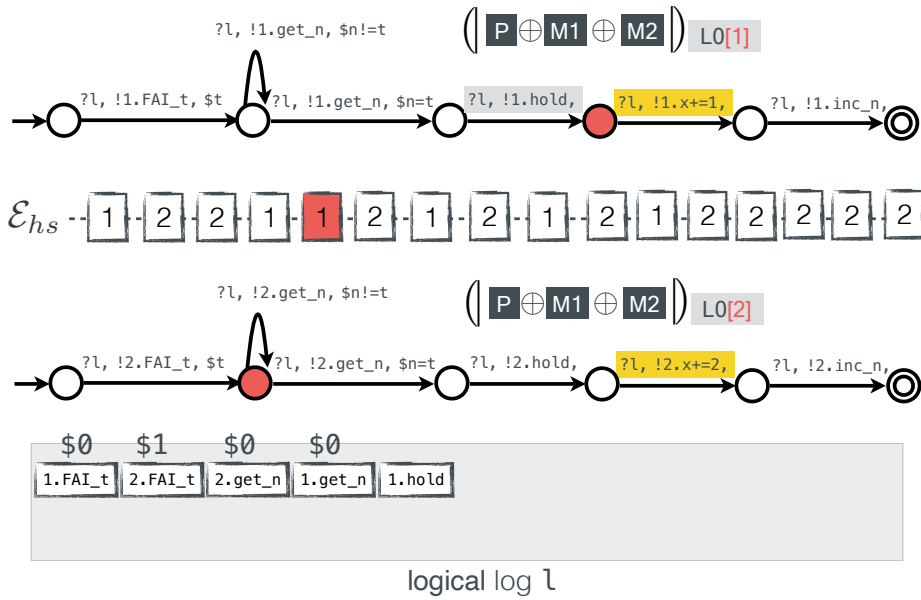 ?l, !1.get_n, $n!=t
(| P ⊕ M1 ⊕ M2 |) L0[1]
?l, !1.FAI_t, $t ?l, !1.get_n, $n=t ?l, !1.hold, ?l, !1.x+=1, ?l, !1.inc_n,
ℰhs 1 2 2 1 1 2 1 2 1 2 1 2 2 2 2 2
?l, !2.get_n, $n!=t
(| P ⊕ M1 ⊕ M2 |) L0[2]
?l, !2.FAI_t, $t ?l, !2.get_n, $n=t ?l, !2.hold, ?l, !2.x+=2, ?l, !2.inc_n,
$0 $1 $0 $0
1.FAI_t 2.FAI_t 2.get_n 1.get_n 1.hold
logical log l